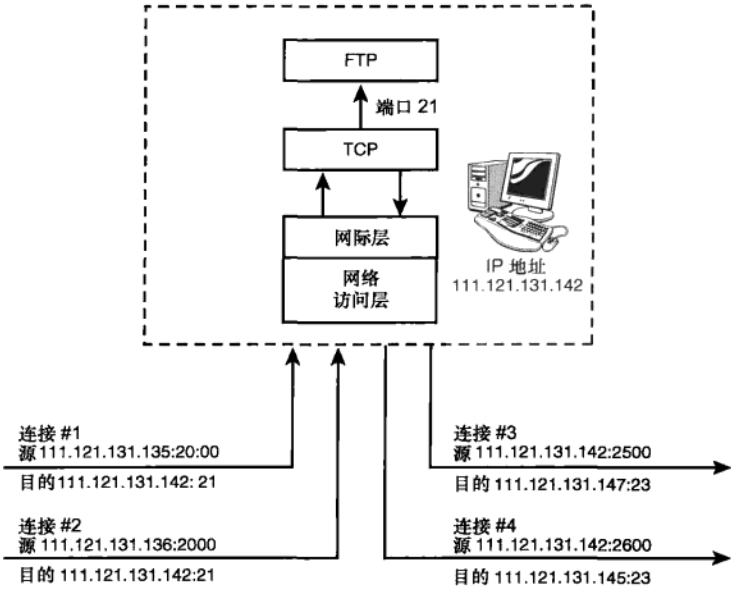 FTP
端口 21
TCP
网际层
网络
访问层
IP 地址
111.121.131.142
连接 #1
源 111.121.131.135:20:00
目的111.121.131.142: 21
连接 #2
源 111.121.131.136:2000
目的 111.121.131.142:21
连接 #3
源 111.121.131.142:2500
目的 111.121.131.147:23
连接 #4
源 111.121.131.142:2600
目的 111.121.131.145:23